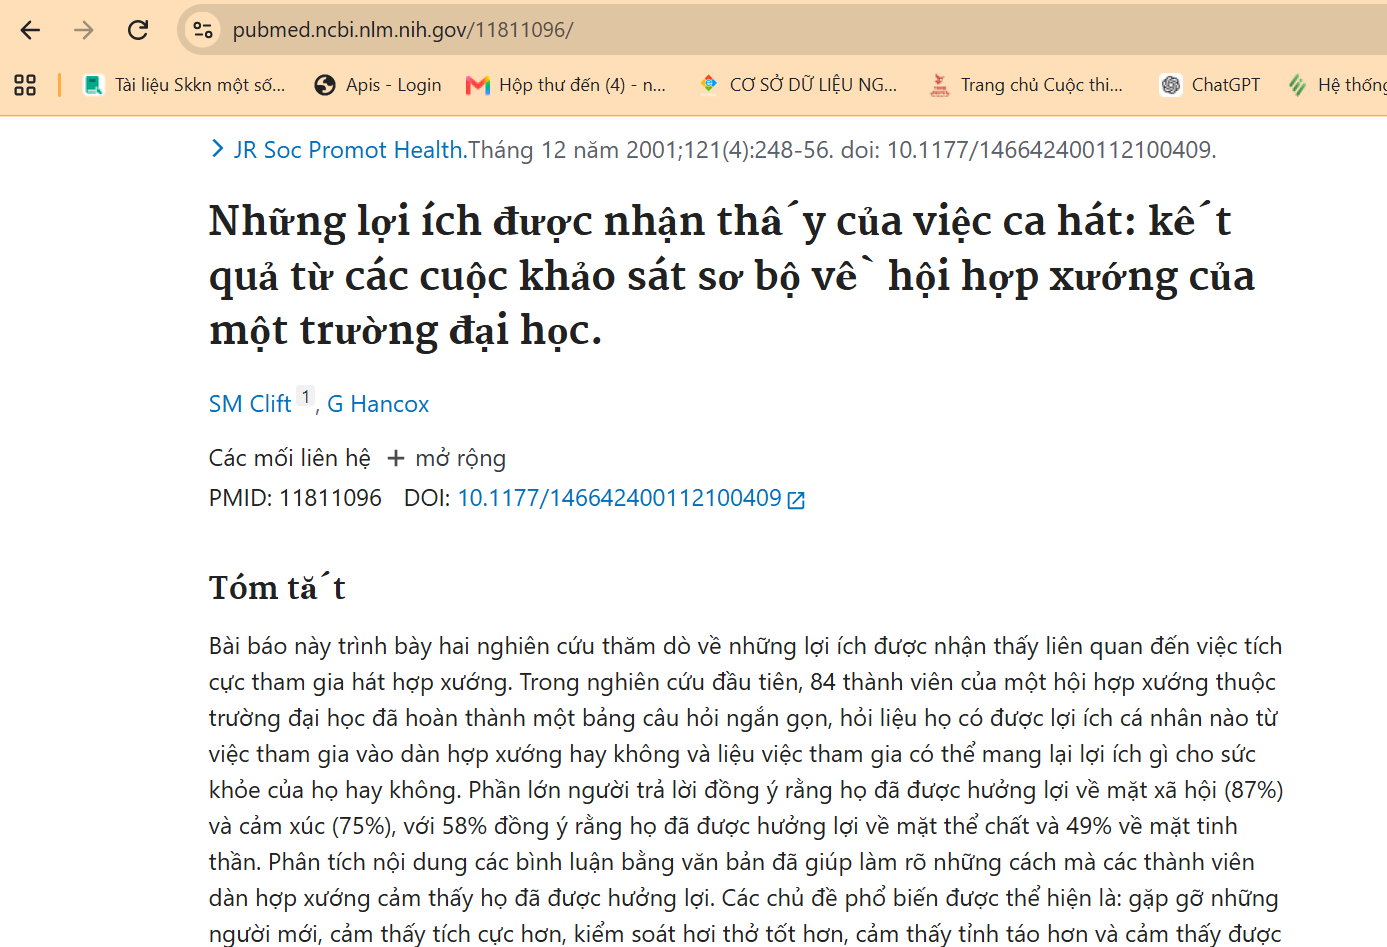 pubmed.ncbi.nlm.nih.gov/11811096/
Tài liệu Skkn một số... Apis - Login Hộp thư đến (4) - n... CƠ SỞ DỮ LIỆU NG... Trang chủ Cuộc thi... ChatGPT Hệ thống
JR Soc Promot Health.Tháng 12 năm 2001;121(4):248-56. doi: 10.1177/146642400112100409.
Những lợi ích được nhận thấy của việc ca hát: kết
quả từ các cuộc khảo sát sơ bộ về hội hợp xướng của
một trường đại học.
SM Clift 1, G Hancox
Các mối liên hệ + mở rộng
PMID: 11811096 DOI: 10.1177/146642400112100409
Tóm tắt
Bài báo này trình bày hai nghiên cứu thăm dò về những lợi ích được nhận thấy liên quan đến việc tích
cực tham gia hát hợp xướng. Trong nghiên cứu đầu tiên, 84 thành viên của một hội hợp xướng thuộc
trường đại học đã hoàn thành một bảng câu hỏi ngắn gọn, hỏi liệu họ có được lợi ích cá nhân nào từ
việc tham gia vào dàn hợp xướng hay không và liệu việc tham gia có thể mang lại lợi ích gì cho sức
khỏe của họ hay không. Phần lớn người trả lời đồng ý rằng họ đã được hưởng lợi về mặt xã hội (87%)
và cảm xúc (75%), với 58% đồng ý rằng họ đã được hưởng lợi về mặt thể chất và 49% về mặt tinh
thần. Phân tích nội dung các bình luận bằng văn bản đã giúp làm rõ những cách mà các thành viên
dàn hợp xướng cảm thấy họ đã được hưởng lợi. Các chủ đề phổ biến được thể hiện là: gặp gỡ những
người mới, cảm thấy tích cực hơn, kiểm soát hơi thở tốt hơn, cảm thấy tỉnh táo hơn và cảm thấy được